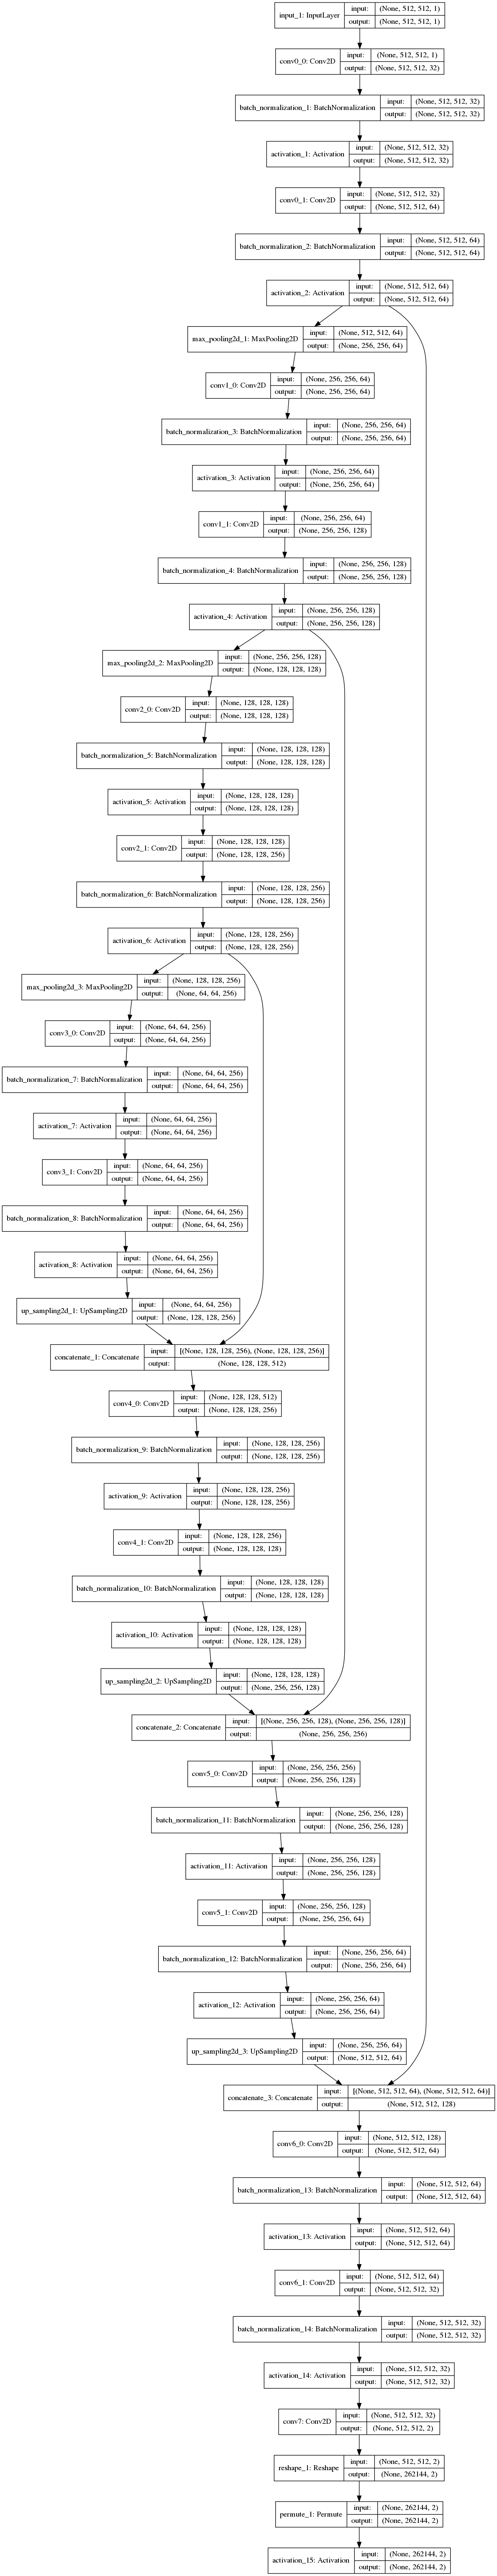 input_1: InputLayer input: (None, 512, 512, 1)
output: (None, 512, 512, 1)
conv0_0: Conv2D input: (None, 512, 512, 1)
output: (None, 512, 512, 32)
batch_normalization_1: BatchNormalization input: (None, 512, 512, 32)
output: (None, 512, 512, 32)
activation_1: Activation input: (None, 512, 512, 32)
output: (None, 512, 512, 32)
conv0_1: Conv2D input: (None, 512, 512, 32)
output: (None, 512, 512, 64)
batch_normalization_2: BatchNormalization input: (None, 512, 512, 64)
output: (None, 512, 512, 64)
activation_2: Activation input: (None, 512, 512, 64)
output: (None, 512, 512, 64)
max_pooling2d_1: MaxPooling2D input: (None, 512, 512, 64)
output: (None, 256, 256, 64)
conv1_0: Conv2D input: (None, 256, 256, 64)
output: (None, 256, 256, 64)
batch_normalization_3: BatchNormalization input: (None, 256, 256, 64)
output: (None, 256, 256, 64)
activation_3: Activation input: (None, 256, 256, 64)
output: (None, 256, 256, 64)
conv1_1: Conv2D input: (None, 256, 256, 64)
output: (None, 256, 256, 128)
batch_normalization_4: BatchNormalization input: (None, 256, 256, 128)
output: (None, 256, 256, 128)
activation_4: Activation input: (None, 256, 256, 128)
output: (None, 256, 256, 128)
max_pooling2d_2: MaxPooling2D input: (None, 256, 256, 128)
output: (None, 128, 128, 128)
conv2_0: Conv2D input: (None, 128, 128, 128)
output: (None, 128, 128, 128)
batch_normalization_5: BatchNormalization input: (None, 128, 128, 128)
output: (None, 128, 128, 128)
activation_5: Activation input: (None, 128, 128, 128)
output: (None, 128, 128, 128)
conv2_1: Conv2D input: (None, 128, 128, 128)
output: (None, 128, 128, 256)
batch_normalization_6: BatchNormalization input: (None, 128, 128, 256)
output: (None, 128, 128, 256)
activation_6: Activation input: (None, 128, 128, 256)
output: (None, 128, 128, 256)
max_pooling2d_3: MaxPooling2D input: (None, 128, 128, 256)
output: (None, 64, 64, 256)
conv3_0: Conv2D input: (None, 64, 64, 256)
output: (None, 64, 64, 256)
batch_normalization_7: BatchNormalization input: (None, 64, 64, 256)
output: (None, 64, 64, 256)
activation_7: Activation input: (None, 64, 64, 256)
output: (None, 64, 64, 256)
conv3_1: Conv2D input: (None, 64, 64, 256)
output: (None, 64, 64, 256)
batch_normalization_8: BatchNormalization input: (None, 64, 64, 256)
output: (None, 64, 64, 256)
activation_8: Activation input: (None, 64, 64, 256)
output: (None, 64, 64, 256)
up_sampling2d_1: UpSampling2D input: (None, 64, 64, 256)
output: (None, 128, 128, 256)
concatenate_1: Concatenate input: [(None, 128, 128, 256), (None, 128, 128, 256)]
output: (None, 128, 128, 512)
conv4_0: Conv2D input: (None, 128, 128, 512)
output: (None, 128, 128, 256)
batch_normalization_9: BatchNormalization input: (None, 128, 128, 256)
output: (None, 128, 128, 256)
activation_9: Activation input: (None, 128, 128, 256)
output: (None, 128, 128, 256)
conv4_1: Conv2D input: (None, 128, 128, 256)
output: (None, 128, 128, 128)
batch_normalization_10: BatchNormalization input: (None, 128, 128, 128)
output: (None, 128, 128, 128)
activation_10: Activation input: (None, 128, 128, 128)
output: (None, 128, 128, 128)
up_sampling2d_2: UpSampling2D input: (None, 128, 128, 128)
output: (None, 256, 256, 128)
concatenate_2: Concatenate input: [(None, 256, 256, 128), (None, 256, 256, 128)]
output: (None, 256, 256, 256)
conv5_0: Conv2D input: (None, 256, 256, 256)
output: (None, 256, 256, 128)
batch_normalization_11: BatchNormalization input: (None, 256, 256, 128)
output: (None, 256, 256, 128)
activation_11: Activation input: (None, 256, 256, 128)
output: (None, 256, 256, 128)
conv5_1: Conv2D input: (None, 256, 256, 128)
output: (None, 256, 256, 64)
batch_normalization_12: BatchNormalization input: (None, 256, 256, 64)
output: (None, 256, 256, 64)
activation_12: Activation input: (None, 256, 256, 64)
output: (None, 256, 256, 64)
up_sampling2d_3: UpSampling2D input: (None, 256, 256, 64)
output: (None, 512, 512, 64)
concatenate_3: Concatenate input: [(None, 512, 512, 64), (None, 512, 512, 64)]
output: (None, 512, 512, 128)
conv6_0: Conv2D input: (None, 512, 512, 128)
output: (None, 512, 512, 64)
batch_normalization_13: BatchNormalization input: (None, 512, 512, 64)
output: (None, 512, 512, 64)
activation_13: Activation input: (None, 512, 512, 64)
output: (None, 512, 512, 64)
conv6_1: Conv2D input: (None, 512, 512, 64)
output: (None, 512, 512, 32)
batch_normalization_14: BatchNormalization input: (None, 512, 512, 32)
output: (None, 512, 512, 32)
activation_14: Activation input: (None, 512, 512, 32)
output: (None, 512, 512, 32)
conv7: Conv2D input: (None, 512, 512, 32)
output: (None, 512, 512, 2)
reshape_1: Reshape input: (None, 512, 512, 2)
output: (None, 262144, 2)
permute_1: Permute input: (None, 262144, 2)
output: (None, 262144, 2)
activation_15: Activation input: (None, 262144, 2)
output: (None, 262144, 2)